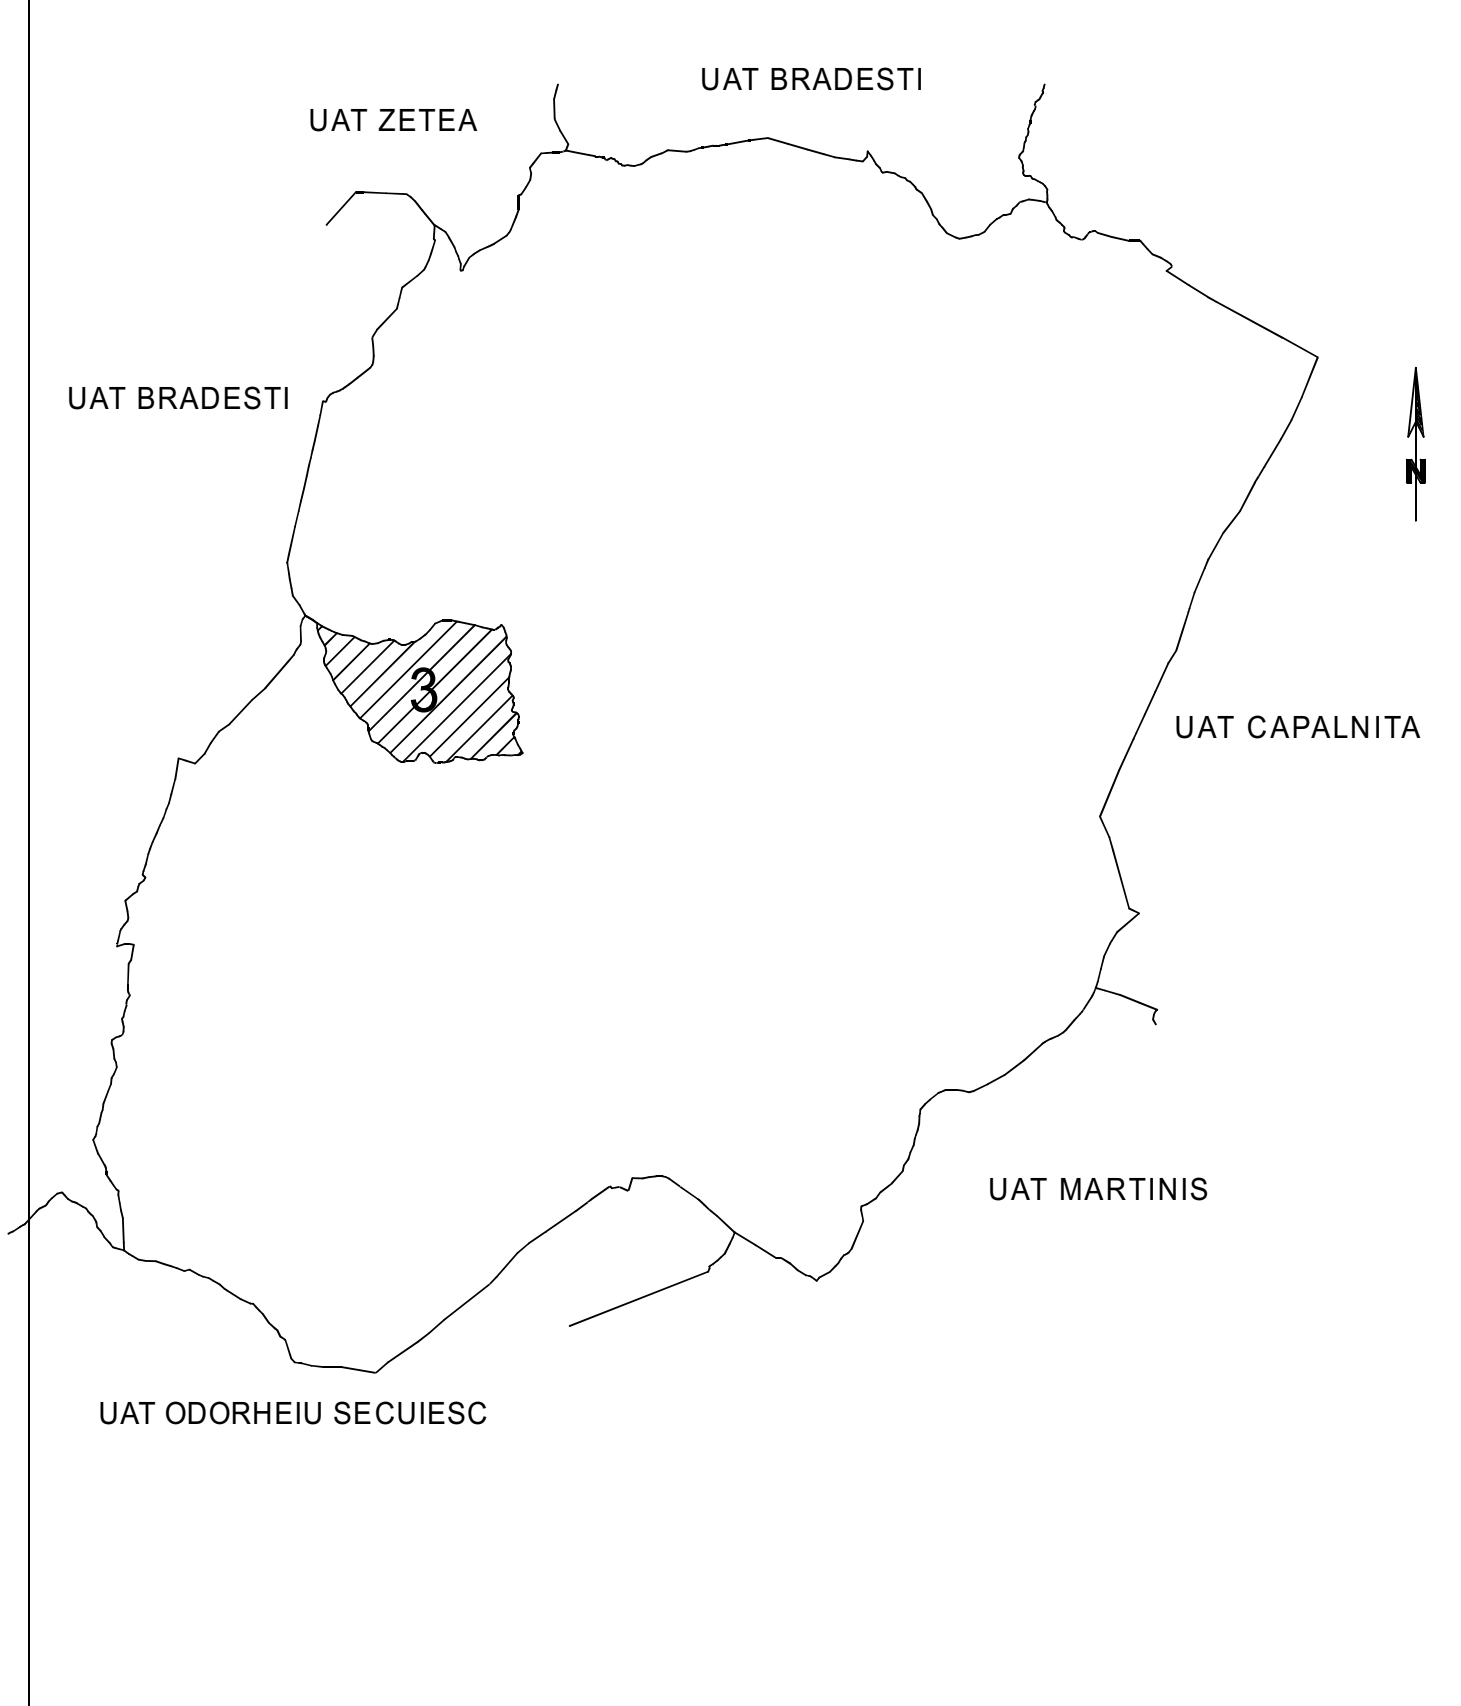 UAT BRADESTI
UAT ZETEA
UAT BRADESTI
N
3
UAT CAPALNITA
UAT MARTINIS
UAT ODORHEIU SECUIESC